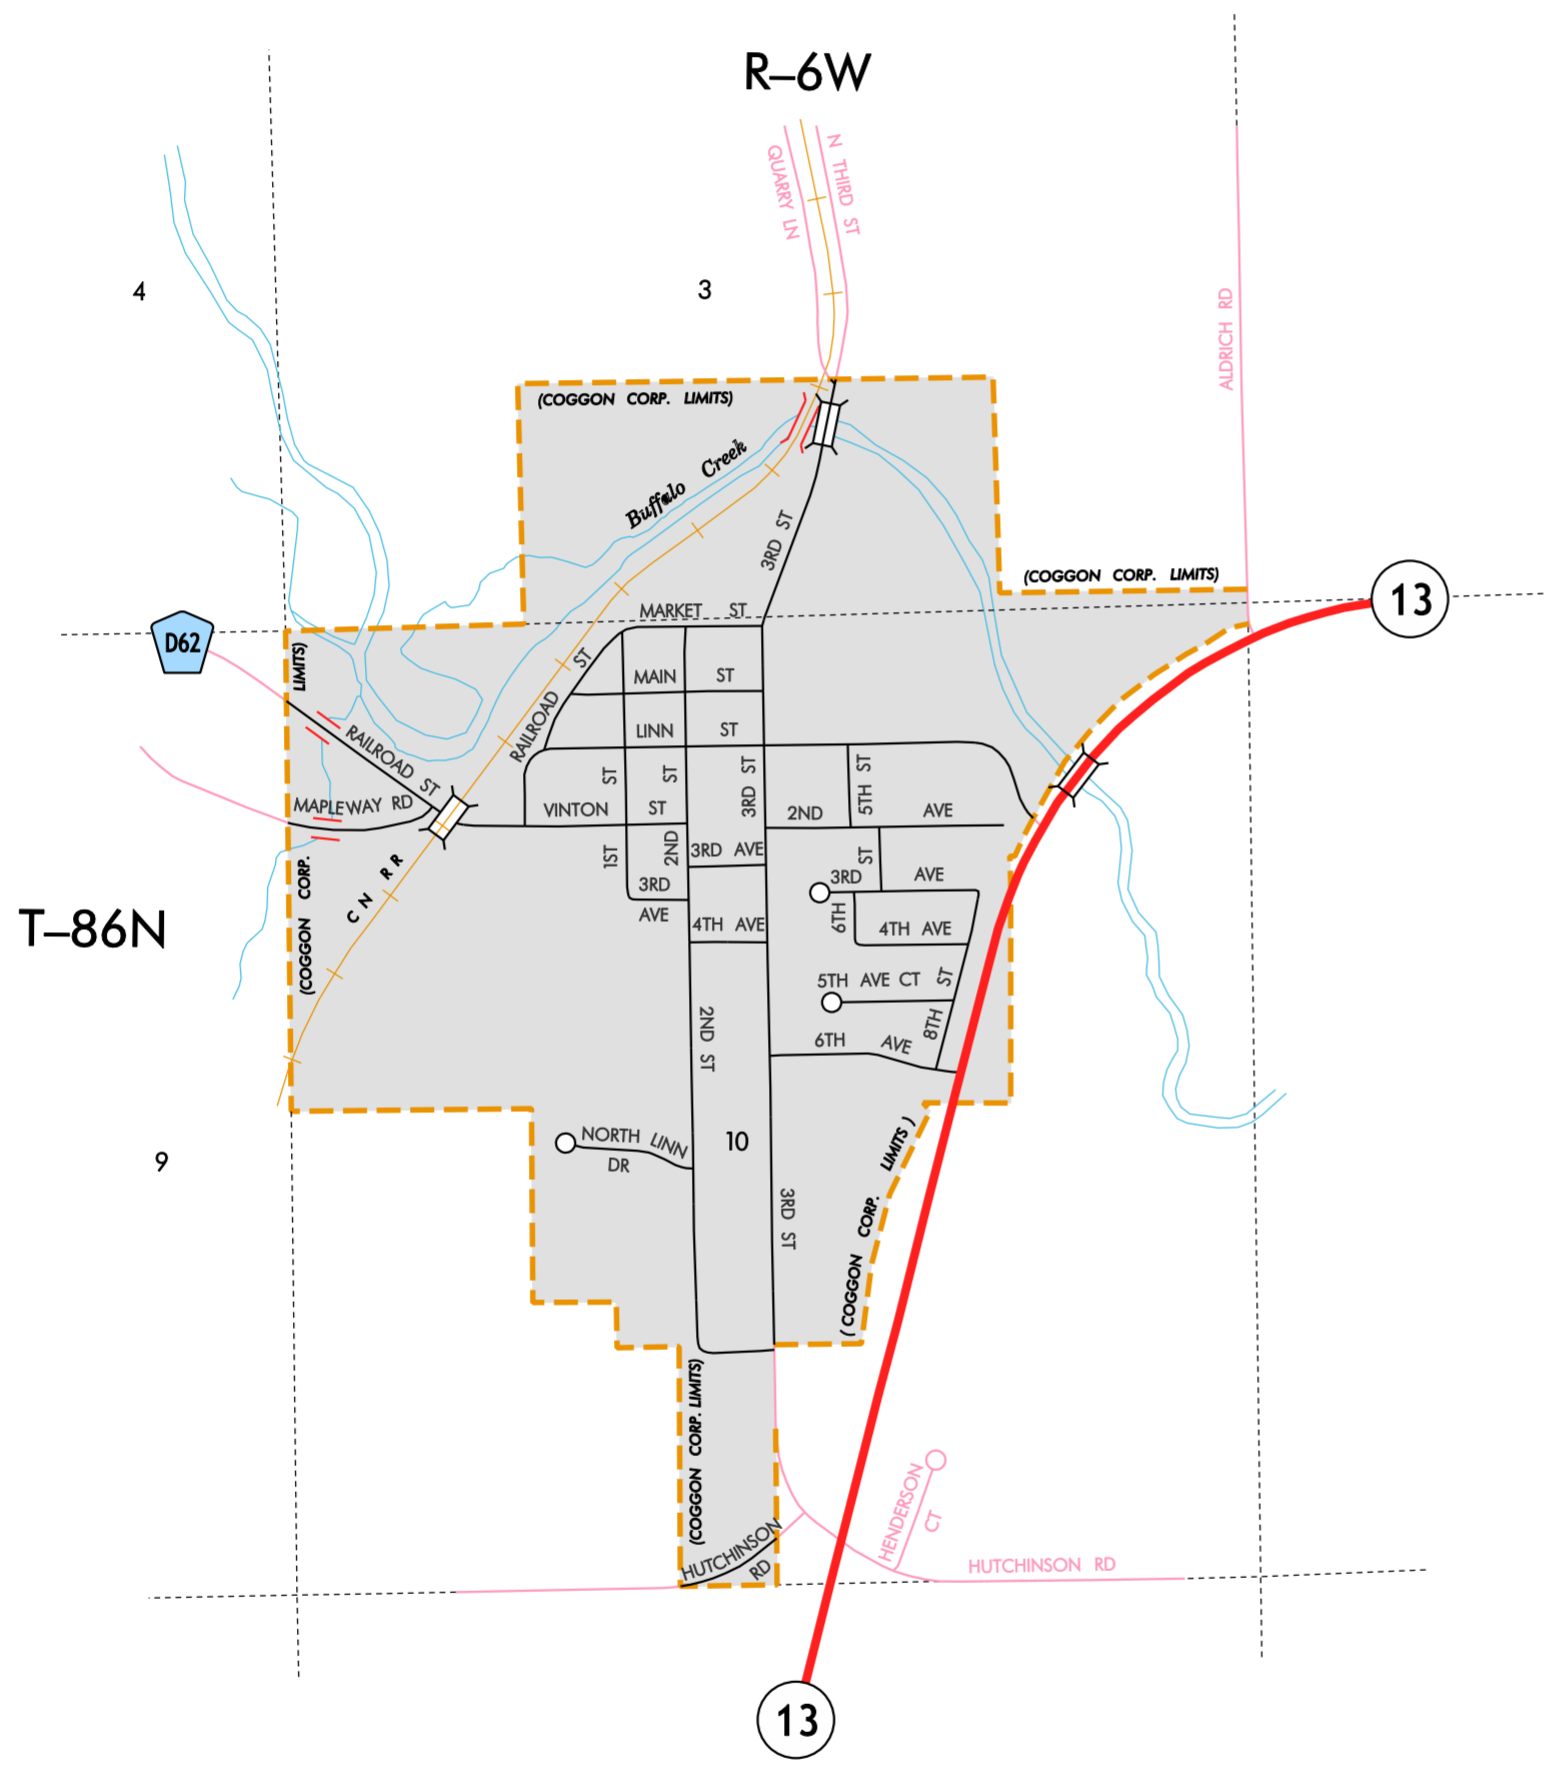 R–6W
QUARRY LN
N THIRD ST
4
3
ALDRICH RD
(COGGON CORP. LIMITS)
Buffalo Creek
3RD ST
(COGGON CORP. LIMITS)
13
MARKET ST
D62
LIMITS)
(COGGON CORP.
MAIN ST
RAILROAD ST
LINN ST
RAILROAD ST
MAPLEWAY RD
VINTON ST
1ST ST
2ND ST
3RD ST
5TH ST
2ND AVE
3RD AVE
3RD AVE
3RD AVE
ST
6TH
CN RR
T–86N
4TH AVE
4TH AVE
5TH AVE CT
8TH ST
6TH AVE
2ND ST
9
NORTH LINN
DR
10
3RD ST
(COGGON CORP. LIMITS)
(COGGON CORP. LIMITS)
HENDERSON
CT
HUTCHINSON
RD
HUTCHINSON RD
13